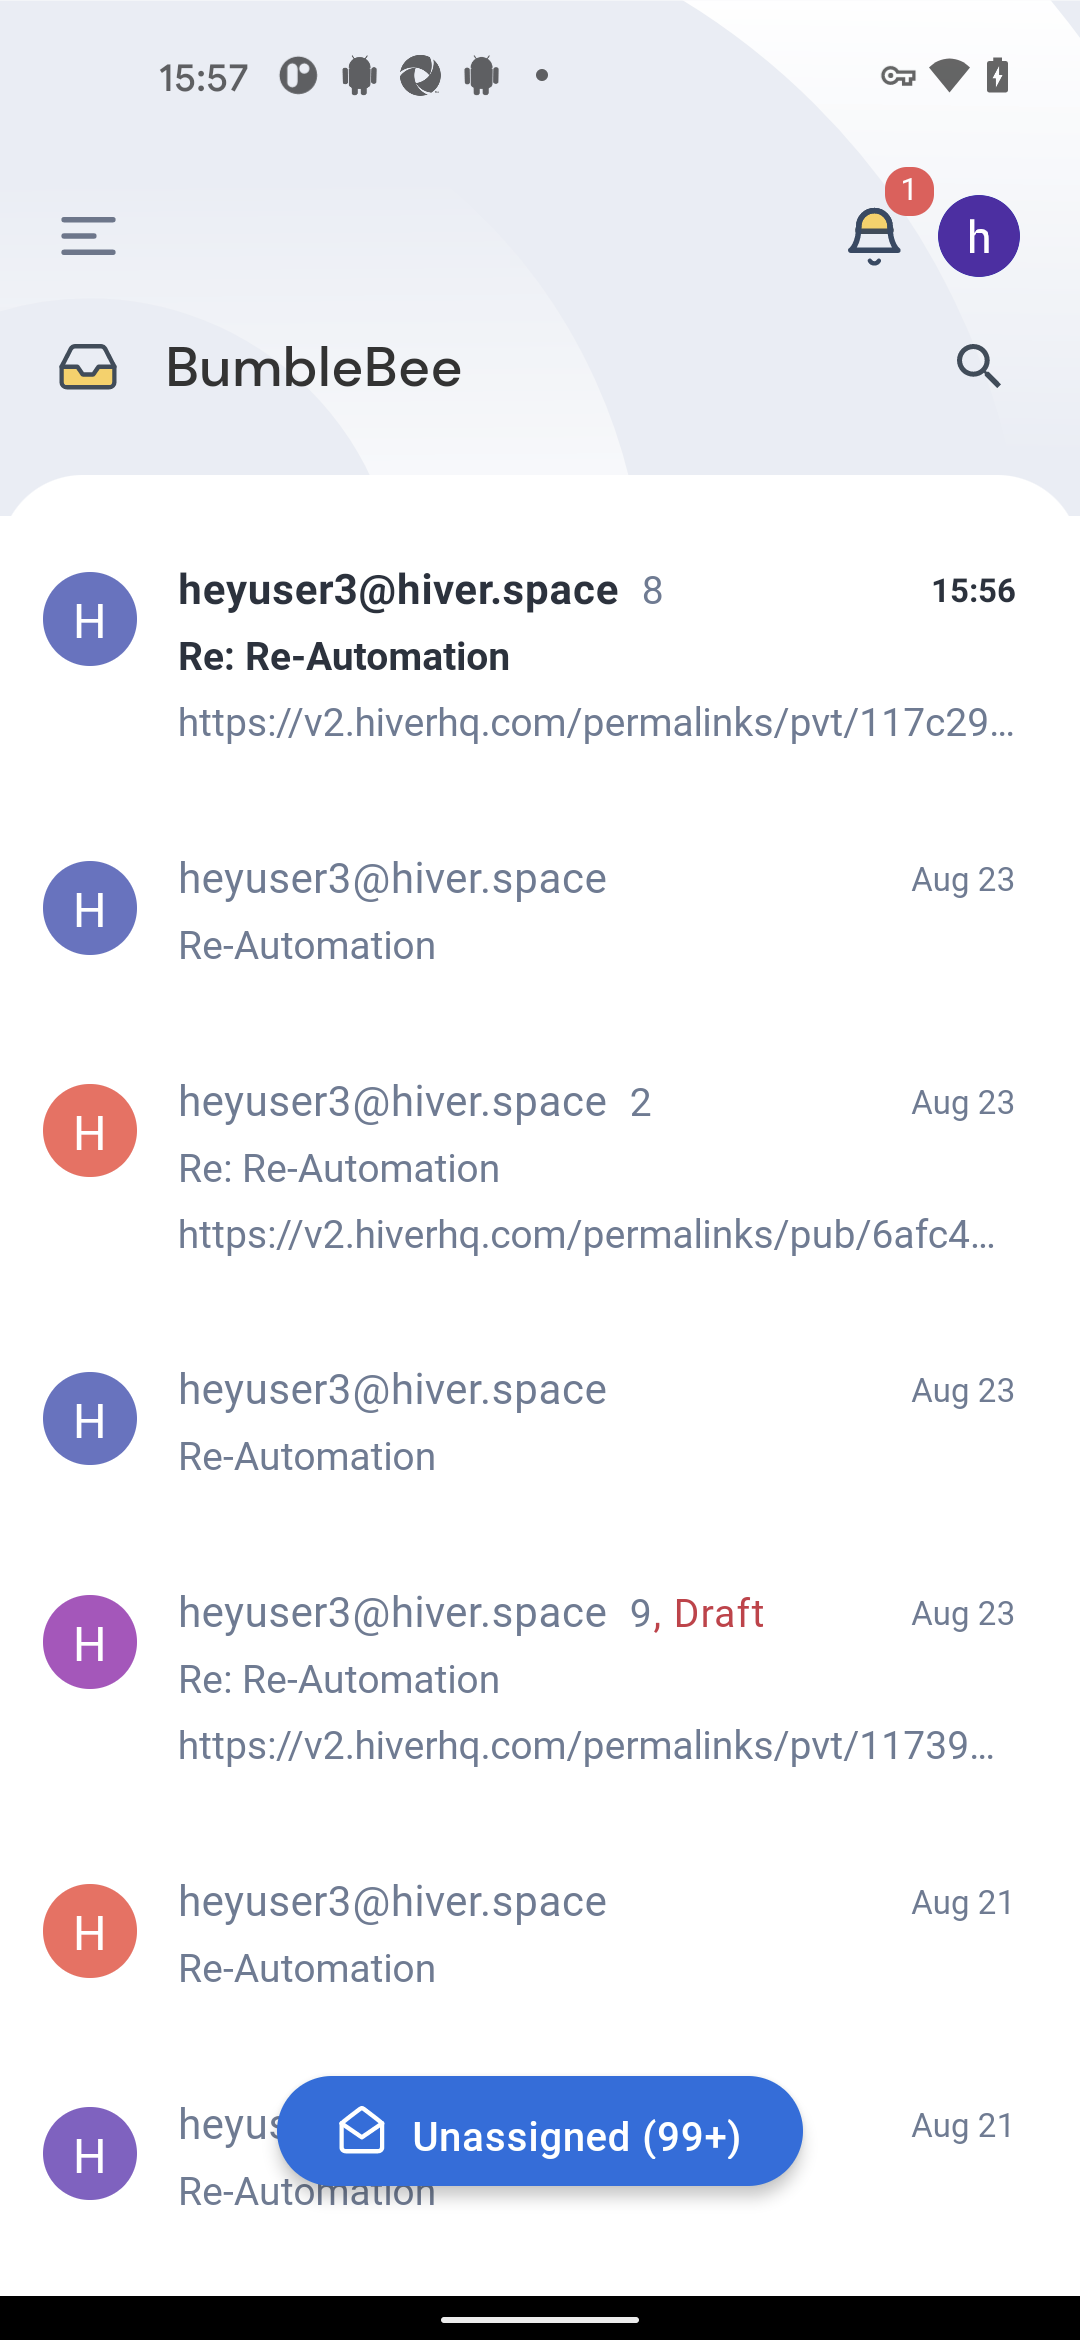 15:57
1
h
BumbleBee
H heyuser3@hiver.space 8 15:56
Re: Re-Automation
https://v2.hiverhq.com/permalinks/pvt/117c29...
H heyuser3@hiver.space Aug 23
Re-Automation
H heyuser3@hiver.space 2 Aug 23
Re: Re-Automation
https://v2.hiverhq.com/permalinks/pub/6afc4...
H heyuser3@hiver.space Aug 23
Re-Automation
H heyuser3@hiver.space 9, Draft Aug 23
Re: Re-Automation
https://v2.hiverhq.com/permalinks/pvt/11739...
H heyuser3@hiver.space Aug 21
Re-Automation
H Aug 21
Unassigned (99+)
Re-Automation